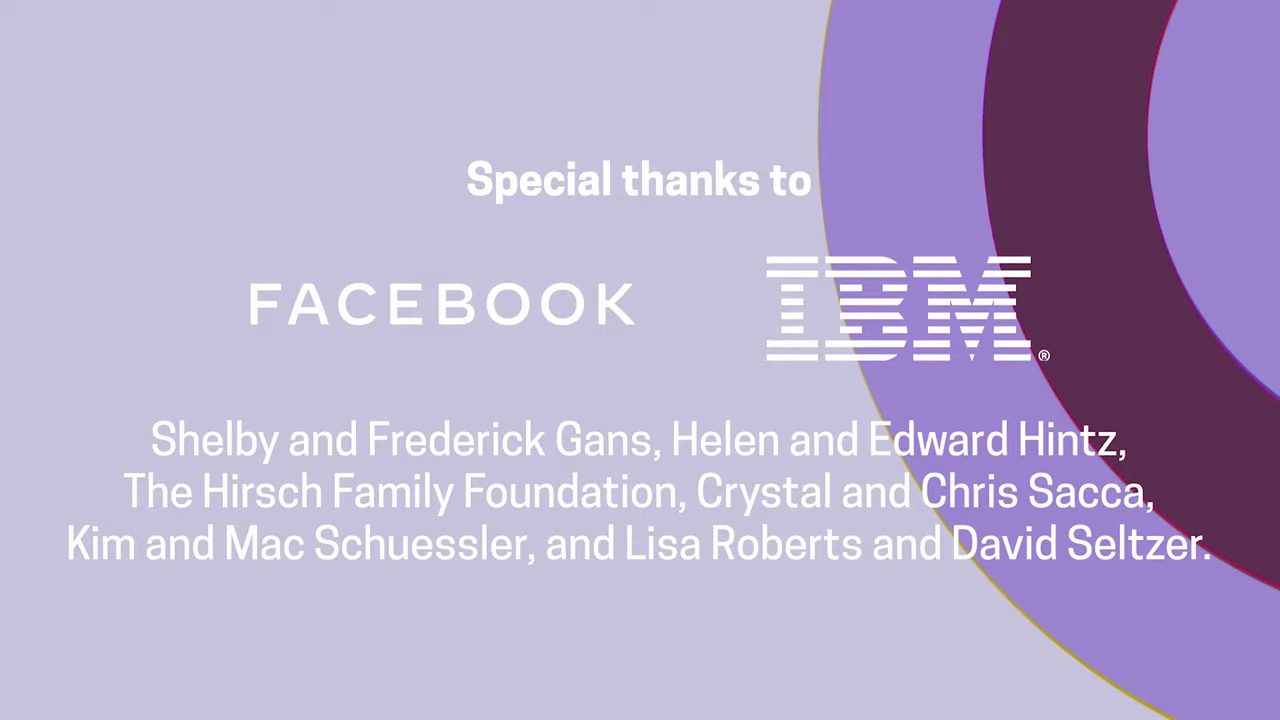 Special thanks to
FACEBOOK IBM®
Shelby and Frederick Gans, Helen and Edward Hintz,
The Hirsch Family Foundation, Crystal and Chris Sacca,
Kim and Mac Schuessler, and Lisa Roberts and David Seltzer.